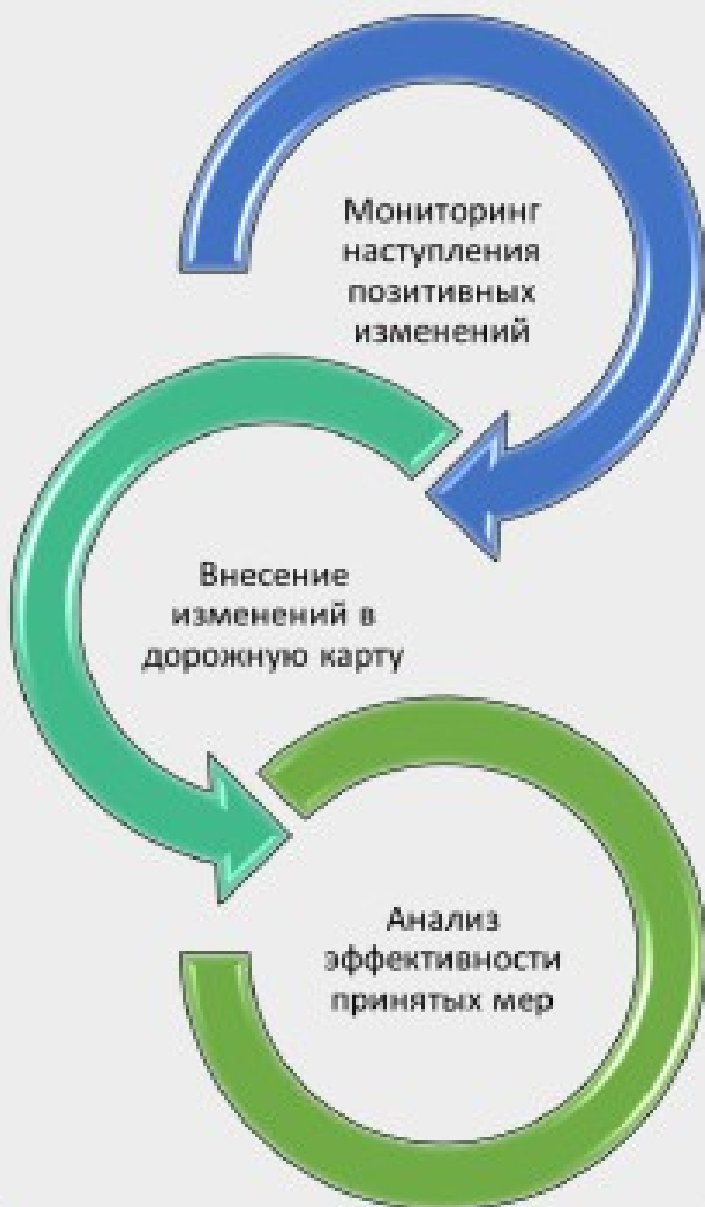 Мониторинг
наступления
позитивных
изменений
Внесение
изменений в
дорожную карту
Анализ
эффективности
принятых мер